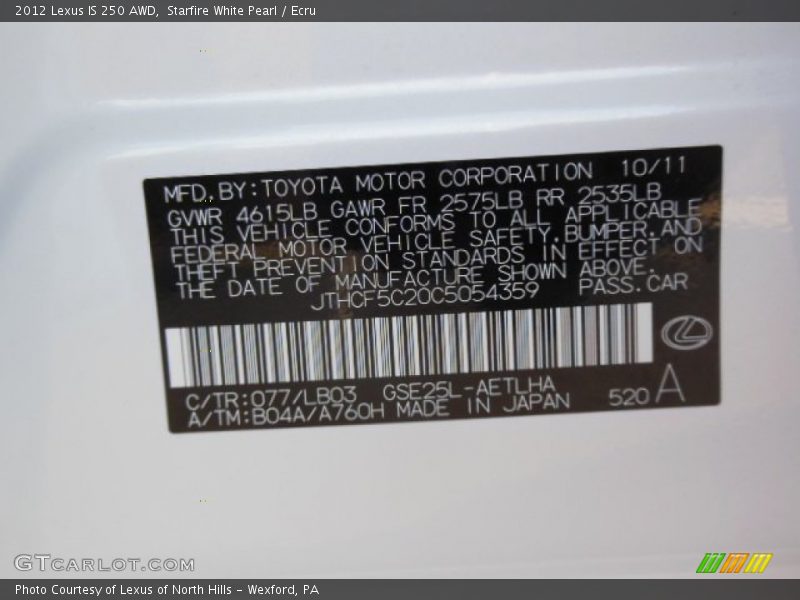 2012 Lexus IS 250 AWD, Starfire White Pearl / Ecru
MFD.BY:TOYOTA MOTOR CORPORATION 10/11
GVWR 4615LB GAWR FR 2575LB RR 2535LB
THIS VEHICLE CONFORMS TO ALL APPLICABLE
FEDERAL MOTOR VEHICLE SAFETY,BUMPER,AND
THEFT PREVENTION STANDARDS IN EFFECT ON
THE DATE OF MANUFACTURE SHOWN ABOVE.
JTHCF5C20C5054359 PASS.CAR
C/TR:077/LB03 GSE25L-AETLHA
A/TM:B04A/A760H MADE IN JAPAN 520 A
GTCARLOT.COM
Photo Courtesy of Lexus of North Hills - Wexford, PA